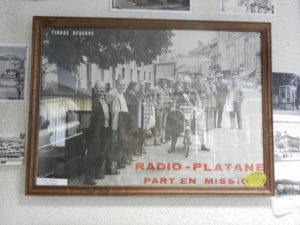 TIRAGE RESERVE
RADIO-PLATANE
PART EN MISSION